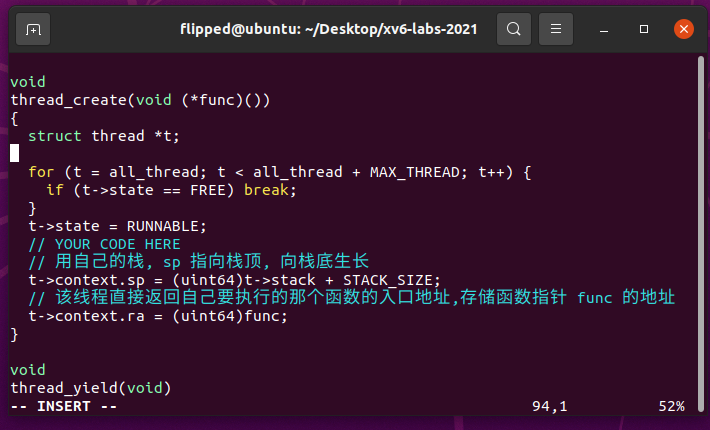 flipped@ubuntu: ~/Desktop/xv6-labs-2021
void
thread_create(void (*func)())
{
  struct thread *t;

  for (t = all_thread; t < all_thread + MAX_THREAD; t++) {
    if (t->state == FREE) break;
  }
  t->state = RUNNABLE;
  // YOUR CODE HERE
  // 用自己的栈, sp 指向栈顶, 向栈底生长
  t->context.sp = (uint64)t->stack + STACK_SIZE;
  // 该线程直接返回自己要执行的那个函数的入口地址,存储函数指针 func 的地址
  t->context.ra = (uint64)func;
}

void
thread_yield(void)
-- INSERT -- 94,1 52%